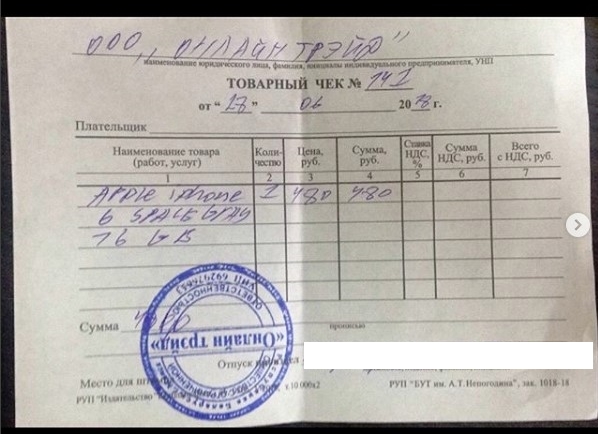 ООО „ОНЛАЙН ТРЭЙД"
наименование юридического лица, фамилия, инициалы индивидуального предпринимателя, УНП
ТОВАРНЫЙ ЧЕК № 141
от “ 18 ” 06 2018 г.
Плательщик
Наименование товара (работ, услуг) Коли- чество Цена, руб. Сумма, руб. Ставка НДС, % Сумма НДС, руб. Всего с НДС, руб.
1 2 3 4 5 6 7
APPLE iPhone 1 480 480
6 SPACE GRAY
16 GB
Сумма
прописью
«Онлайн трэйд»
Отпуск
Место для
РУП "Издательство
т.10 000х2
РУП "БУТ им. А.Т.Непогодина", зак. 1018-18